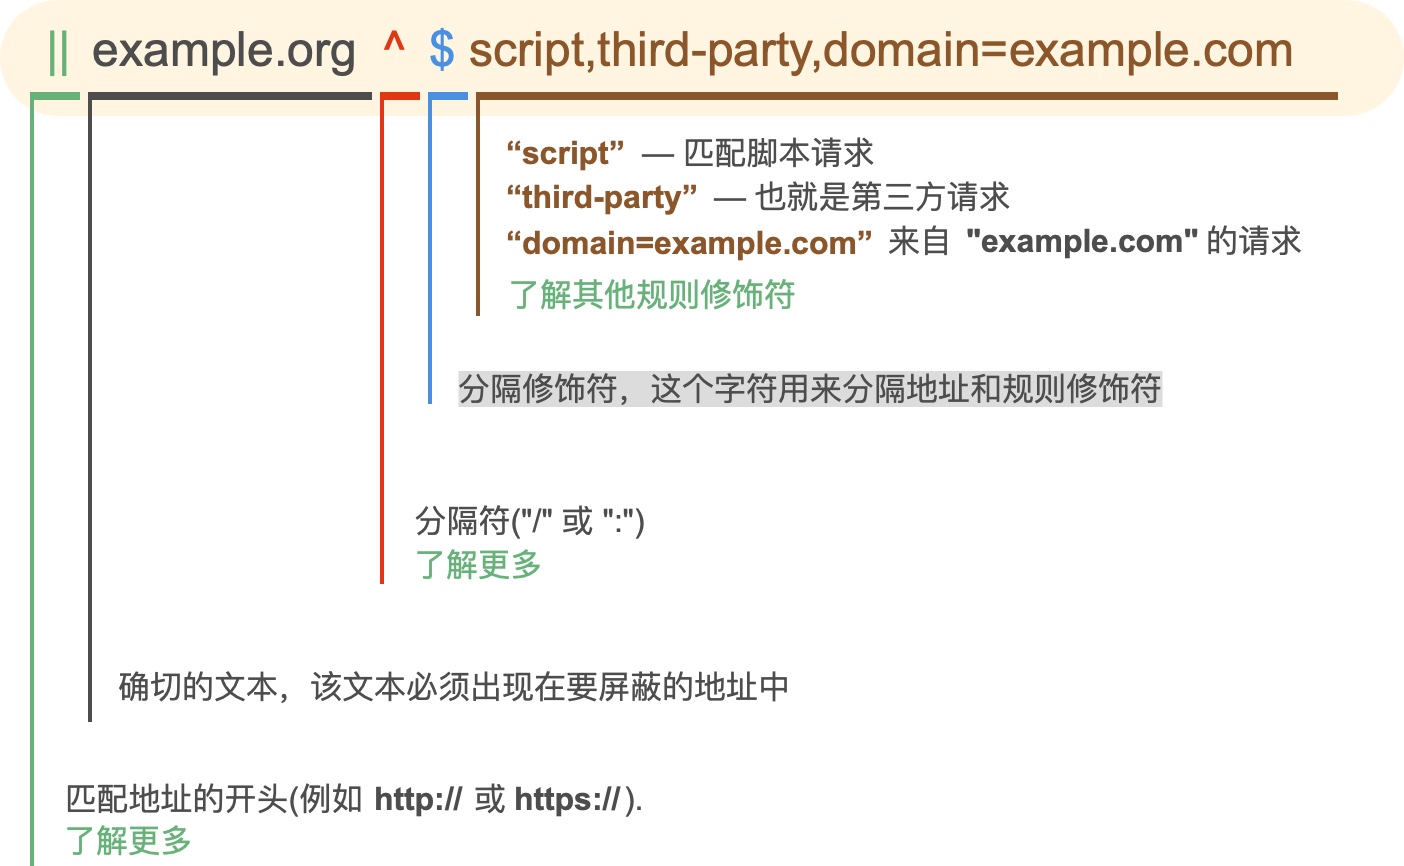 || example.org ^ $ script,third-party,domain=example.com
“script” — 匹配脚本请求
“third-party” — 也就是第三方请求
“domain=example.com” 来自 "example.com" 的请求
了解其他规则修饰符
分隔修饰符，这个字符用来分隔地址和规则修饰符
分隔符("/" 或 ":")
了解更多
确切的文本，该文本必须出现在要屏蔽的地址中
匹配地址的开头(例如 http:// 或 https://).
了解更多